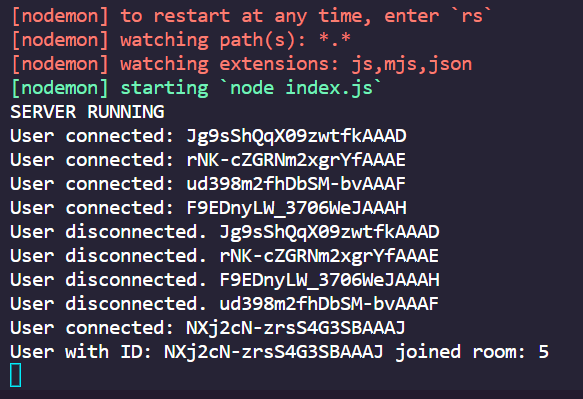 [nodemon] to restart at any time, enter `rs`
[nodemon] watching path(s): *.*
[nodemon] watching extensions: js,mjs,json
[nodemon] starting `node index.js`
SERVER RUNNING
User connected: Jg9sShQqX09zwtfkAAAD
User connected: rNK-cZGRNm2xgrYfAAAE
User connected: ud398m2fhDbSM-bvAAAF
User connected: F9EDnyLW_3706WeJAAAH
User disconnected. Jg9sShQqX09zwtfkAAAD
User disconnected. rNK-cZGRNm2xgrYfAAAE
User disconnected. F9EDnyLW_3706WeJAAAH
User disconnected. ud398m2fhDbSM-bvAAAF
User connected: NXj2cN-zrsS4G3SBAAAJ
User with ID: NXj2cN-zrsS4G3SBAAAJ joined room: 5